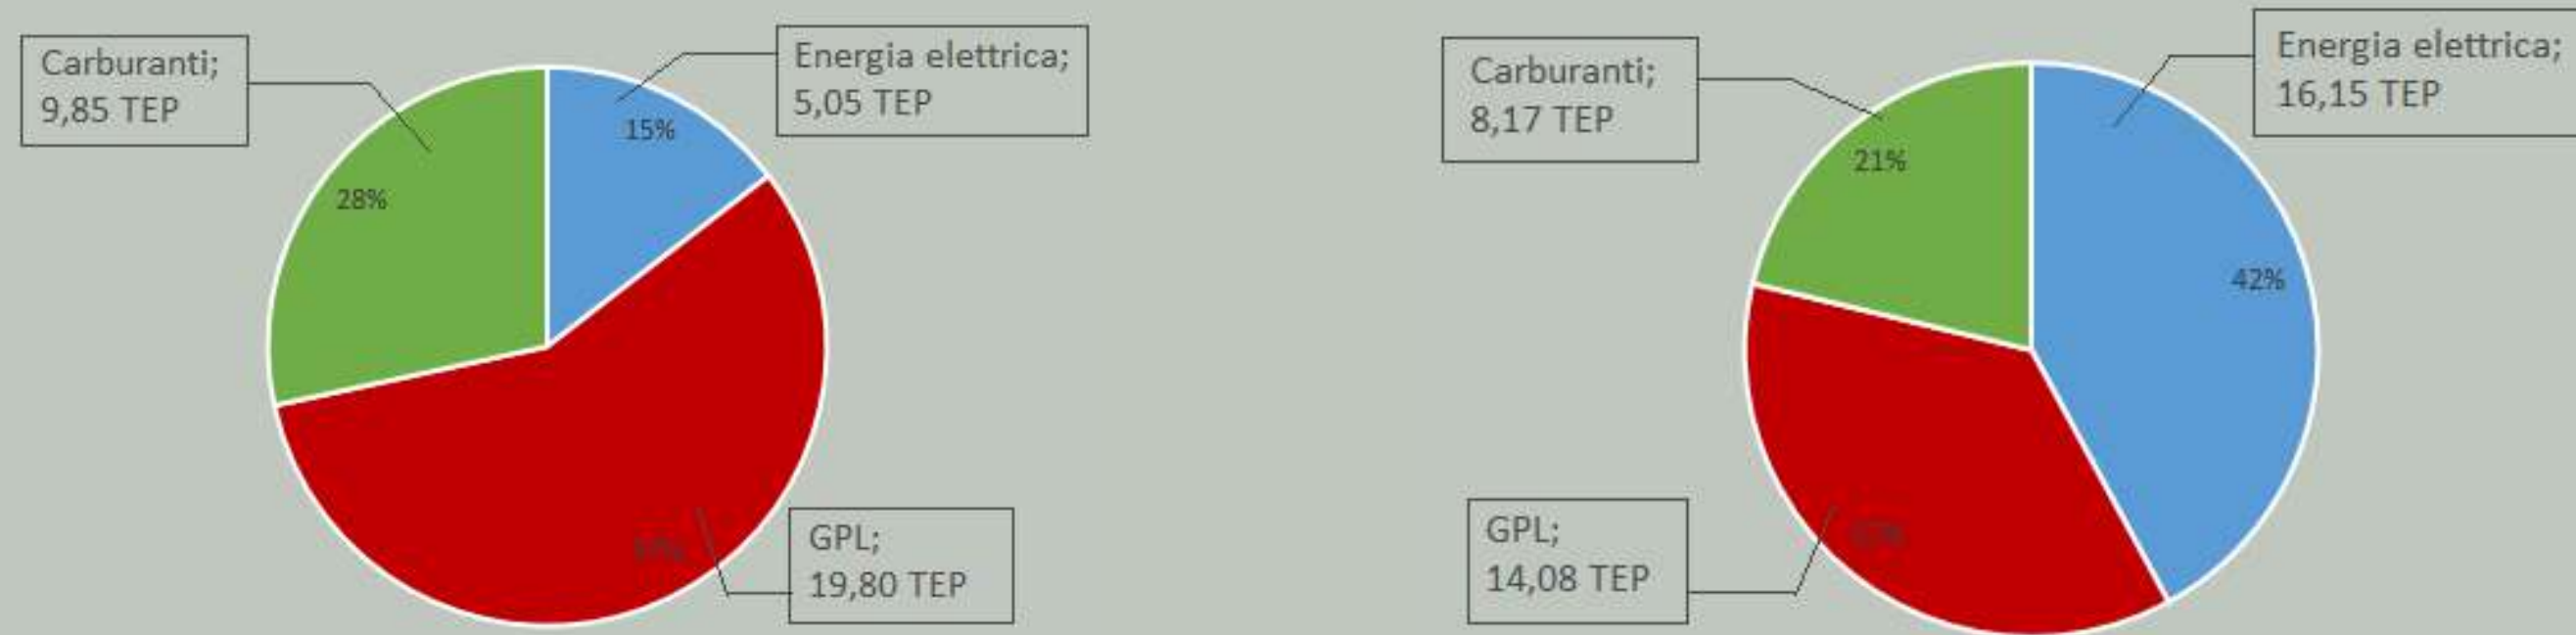 Carburanti;
9,85 TEP
Energia elettrica;
5,05 TEP
15%
28%
GPL;
19,80 TEP
Carburanti;
8,17 TEP
Energia elettrica;
16,15 TEP
21%
42%
GPL;
14,08 TEP